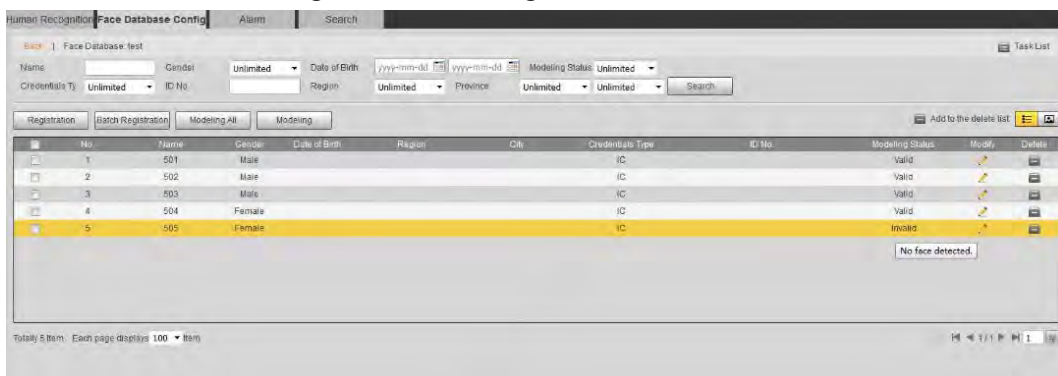 Human Recognition Face Database Config Alarm Search
Back | Face Database: test Task List
Name Gender Unlimited Date of Birth yyyy-mm-dd yyyy-mm-dd Modeling Status Unlimited
Credentials Ty Unlimited ID No. Region Unlimited Province Unlimited Unlimited Search
Registration Batch Registration Modeling All Modeling Add to the delete list
No. Name Gender Date of Birth Region City Credentials Type ID No. Modeling Status Modify Delete
1 501 Male IC Valid
2 502 Male IC Valid
3 503 Male IC Valid
4 504 Female IC Valid
5 505 Female IC Invalid
No face detected.
Totally 5 Item Each page displays 100 Item 1/1 1